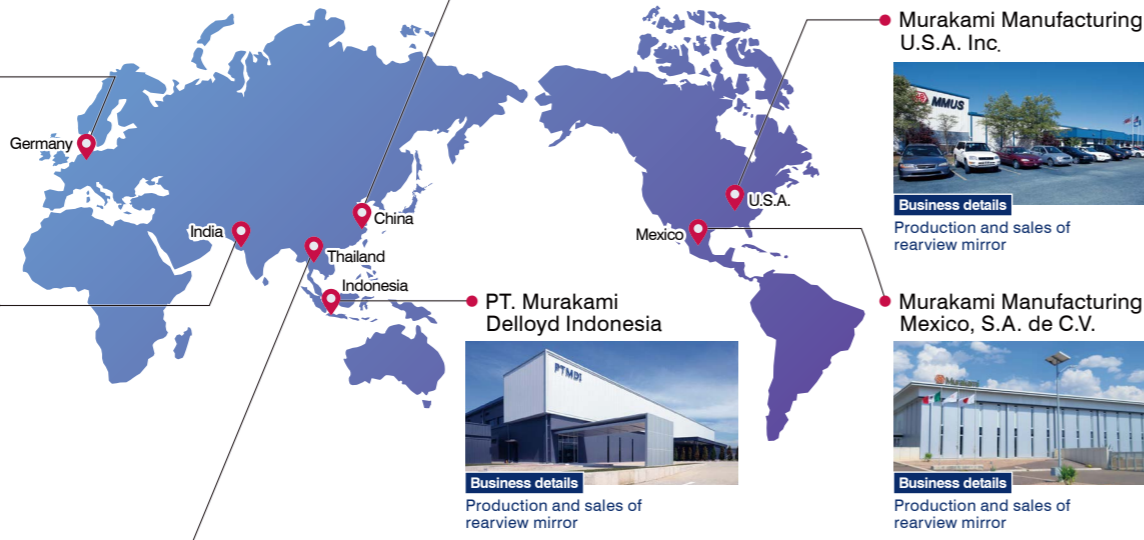 Germany
India
China
Thailand
Indonesia
U.S.A.
Mexico
Murakami Manufacturing
U.S.A. Inc.
MMUS
Business details
Production and sales of
rearview mirror
PT. Murakami
Delloyd Indonesia
PTMDI
Business details
Production and sales of
rearview mirror
Murakami Manufacturing
Mexico, S.A. de C.V.
Murakami
Business details
Production and sales of
rearview mirror